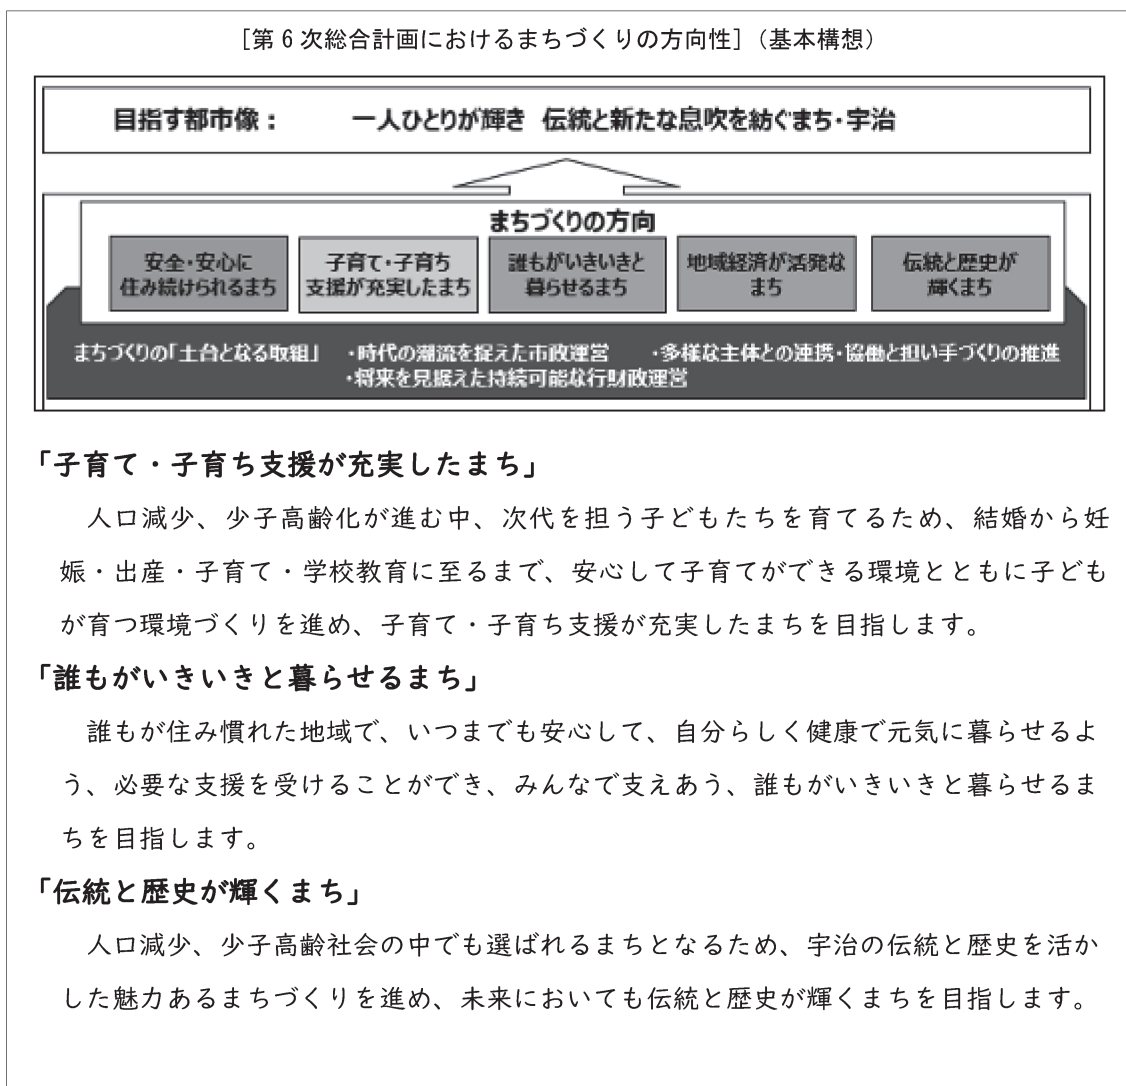 [第6次総合計画におけるまちづくりの方向性](基本構想)
目指す都市像： 一人ひとりが輝き 伝統と新たな息吹を紡ぐまち・宇治
まちづくりの方向
安全・安心に
住み続けられるまち
子育て・子育ち
支援が充実したまち
誰もがいきいきと
暮らせるまち
地域経済が活発な
まち
伝統と歴史が
輝くまち
まちづくりの「土台となる取組」 ・時代の潮流を捉えた市政運営 ・多様な主体との連携・協働と担い手づくりの推進
・将来を見据えた持続可能な行財政運営
「子育て・子育ち支援が充実したまち」
人口減少、少子高齢化が進む中、次代を担う子どもたちを育てるため、結婚から妊
娠・出産・子育て・学校教育に至るまで、安心して子育てができる環境とともに子ども
が育つ環境づくりを進め、子育て・子育ち支援が充実したまちを目指します。
「誰もがいきいきと暮らせるまち」
誰もが住み慣れた地域で、いつまでも安心して、自分らしく健康で元気に暮らせるよ
う、必要な支援を受けることができ、みんなで支えあう、誰もがいきいきと暮らせるま
ちを目指します。
「伝統と歴史が輝くまち」
人口減少、少子高齢社会の中でも選ばれるまちとなるため、宇治の伝統と歴史を活か
した魅力あるまちづくりを進め、未来においても伝統と歴史が輝くまちを目指します。